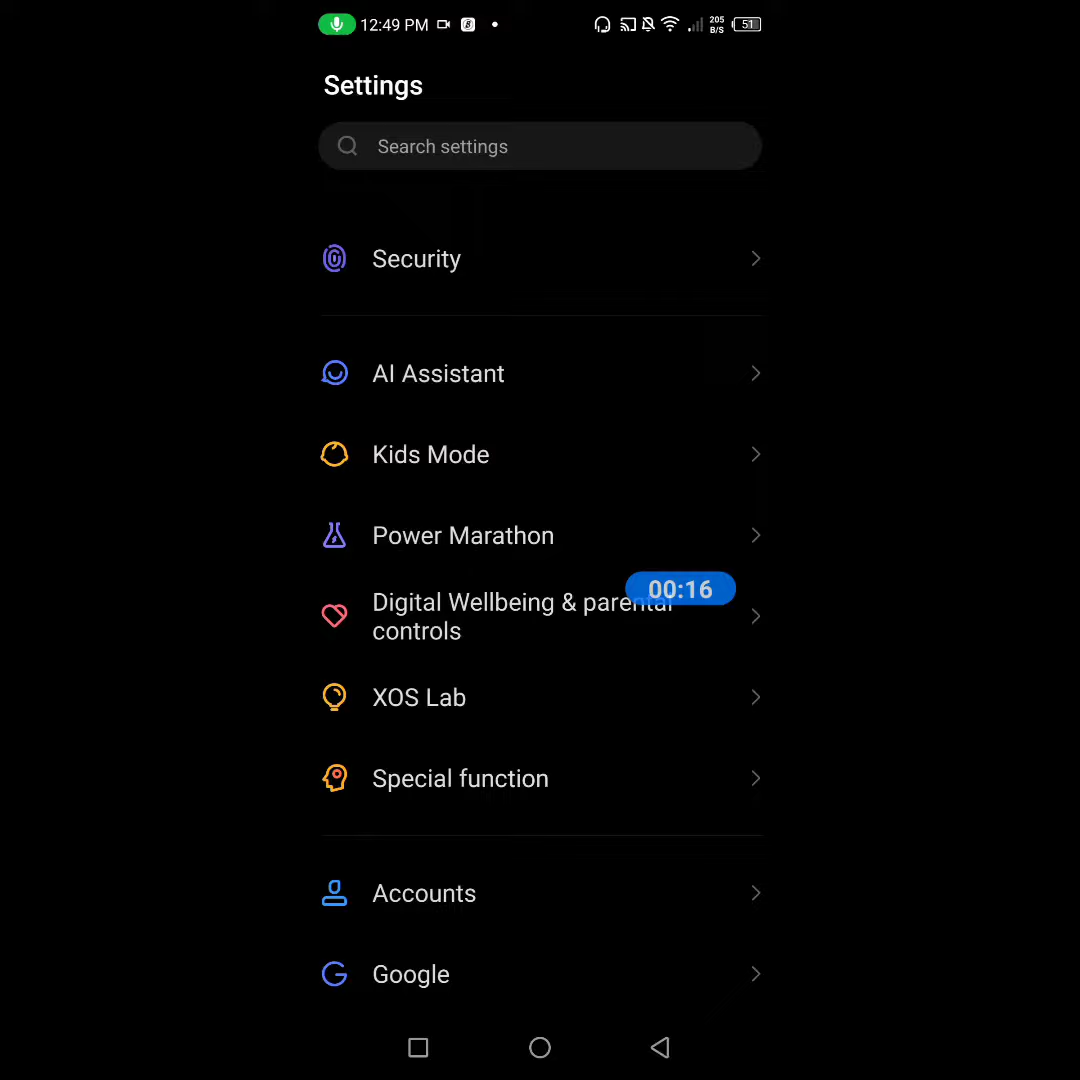 12:49 PM
205
B/S
51
Settings
Search settings
Security
AI Assistant
Kids Mode
Power Marathon
00:16
Digital Wellbeing & parental
controls
XOS Lab
Special function
Accounts
Google